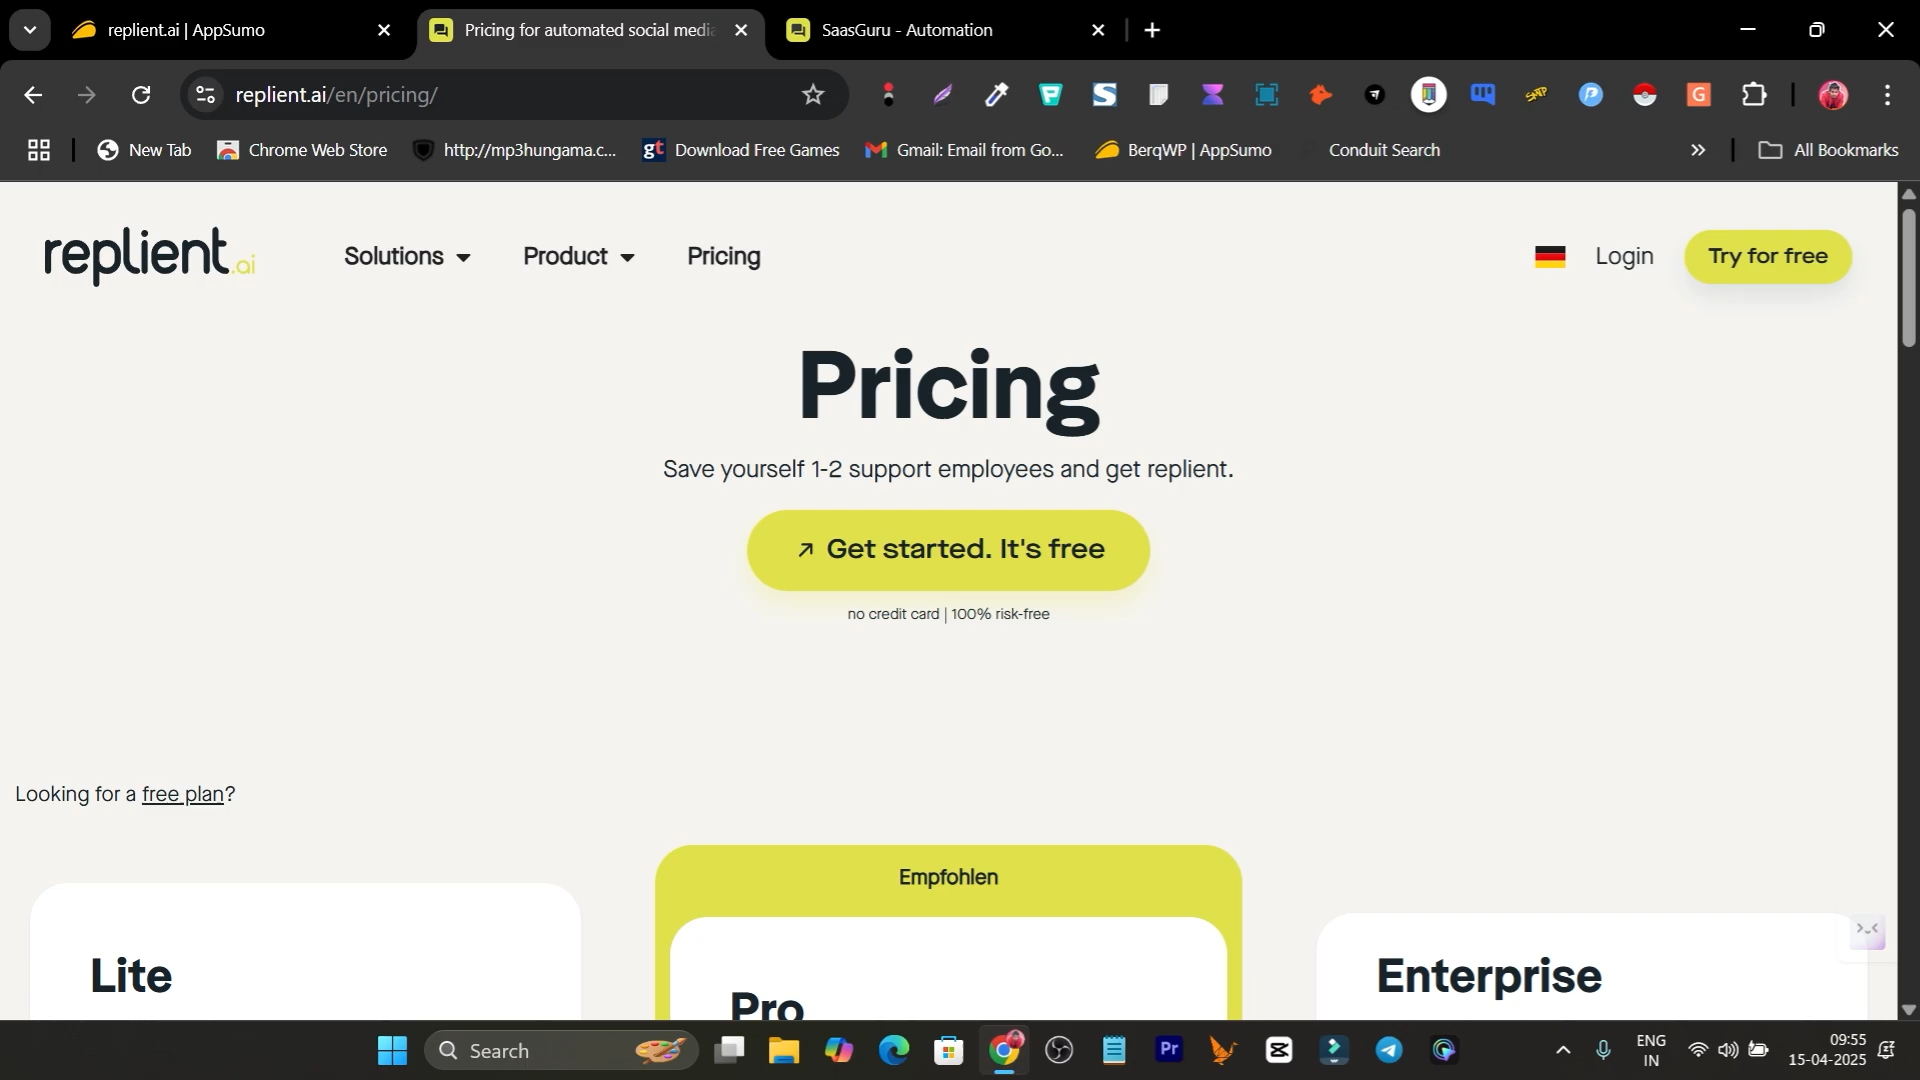 replient.ai | AppSumo
Pricing for automated social media
SaasGuru - Automation
replient.ai/en/pricing/
New Tab
Chrome Web Store
http://mp3hungama.c...
Download Free Games
Gmail: Email from Go...
BerqWP | AppSumo
Conduit Search
All Bookmarks
replient.ai
Solutions
Product
Pricing
Login
Try for free
Pricing
Save yourself 1-2 support employees and get replient.
Get started. It's free
no credit card | 100% risk-free
Looking for a free plan?
Empfohlen
Lite
Pro
Enterprise
Search
ENG
IN
09:55
15-04-2025